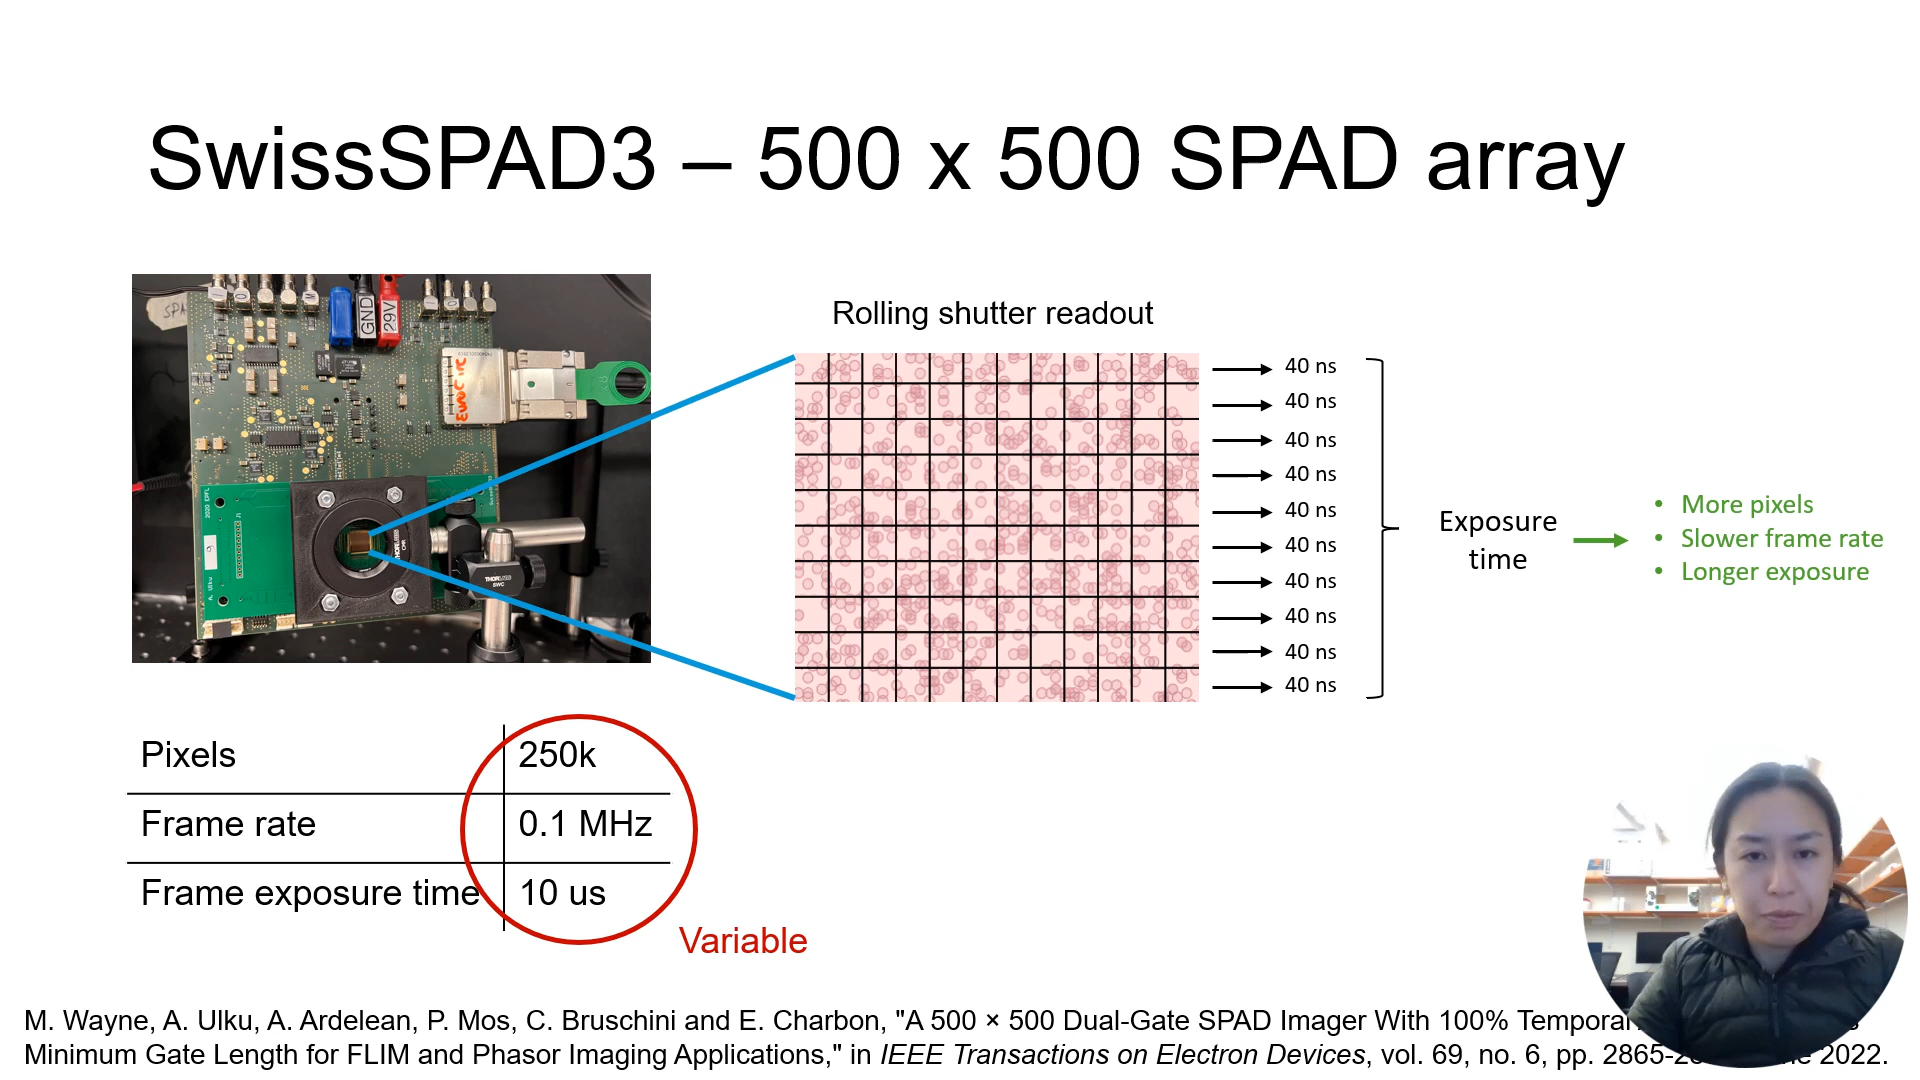 SwissSPAD3 – 500 x 500 SPAD array
Rolling shutter readout
GND
29V
THORLABS
SWC
40 ns
40 ns
40 ns
40 ns
40 ns
40 ns
40 ns
40 ns
40 ns
40 ns
Exposure
time
• More pixels
• Slower frame rate
• Longer exposure
Pixels 250k
Frame rate 0.1 MHz
Frame exposure time 10 us
Variable
M. Wayne, A. Ulku, A. Ardelean, P. Mos, C. Bruschini and E. Charbon, "A 500 × 500 Dual-Gate SPAD Imager With 100% Temporal
Minimum Gate Length for FLIM and Phasor Imaging Applications," in IEEE Transactions on Electron Devices, vol. 69, no. 6, pp. 2865- 2022.